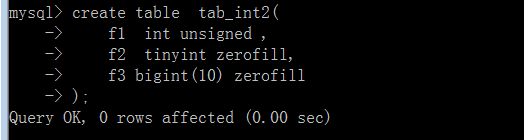 mysql> create table  tab_int2(
    ->      f1  int unsigned ,
    ->      f2  tinyint zerofill,
    ->      f3 bigint(10) zerofill
    -> );
Query OK, 0 rows affected (0.00 sec)